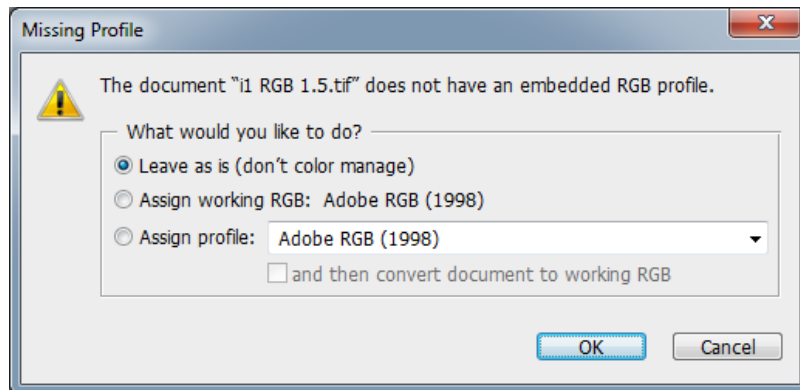 Missing Profile
The document “i1 RGB 1.5.tif” does not have an embedded RGB profile.
What would you like to do?
Leave as is (don’t color manage)
Assign working RGB: Adobe RGB (1998)
Assign profile: Adobe RGB (1998)
and then convert document to working RGB
OK Cancel